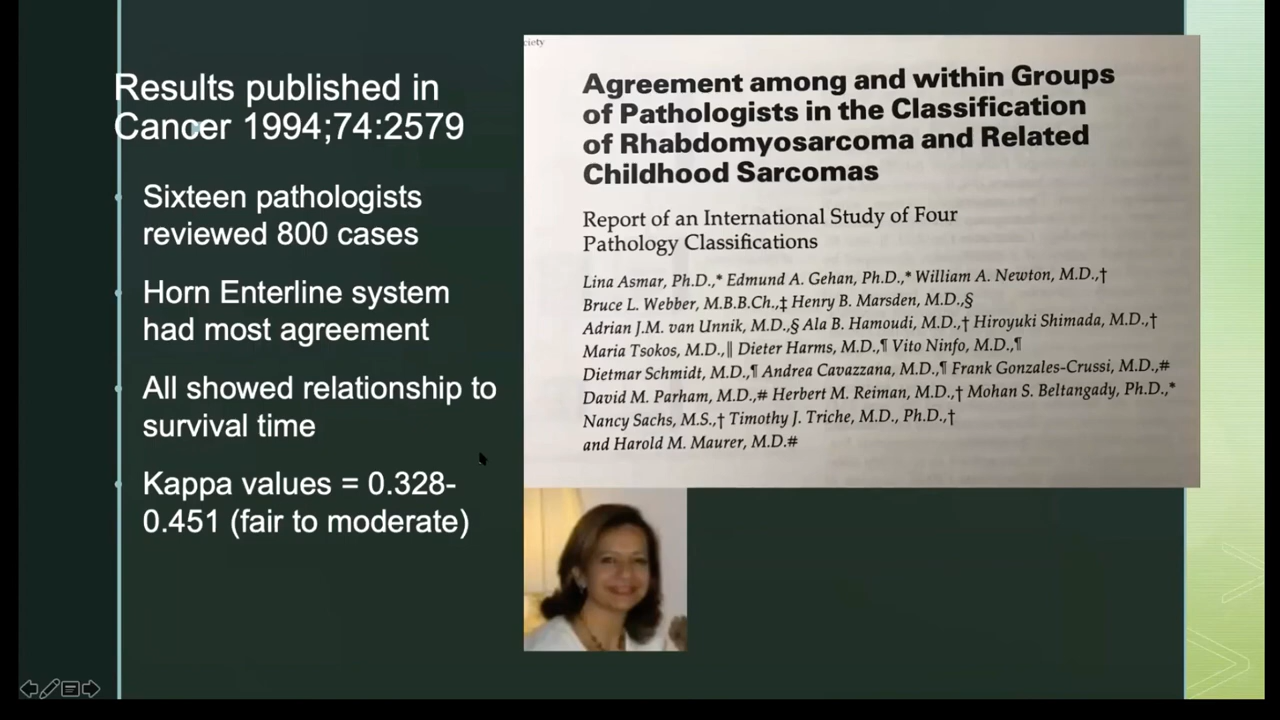 Results published in
Cancer 1994;74:2579
Sixteen pathologists
reviewed 800 cases
Horn Enterline system
had most agreement
All showed relationship to
survival time
Kappa values = 0.328-
0.451 (fair to moderate)
ciety
Agreement among and within Groups
of Pathologists in the Classification
of Rhabdomyosarcoma and Related
Childhood Sarcomas
Report of an International Study of Four
Pathology Classifications
Lina Asmar, Ph.D.,* Edmund A. Gehan, Ph.D.,* William A. Newton, M.D.,†
Bruce L. Webber, M.B.B.Ch.,‡ Henry B. Marsden, M.D.,§
Adrian J.M. van Unnik, M.D.,§ Ala B. Hamoudi, M.D.,† Hiroyuki Shimada, M.D.,†
Maria Tsokos, M.D.,‖ Dieter Harms, M.D.,¶ Vito Ninfo, M.D.,¶
Dietmar Schmidt, M.D.,¶ Andrea Cavazzana, M.D.,¶ Frank Gonzales-Crussi, M.D.,#
David M. Parham, M.D.,# Herbert M. Reiman, M.D.,† Mohan S. Beltangady, Ph.D.,*
Nancy Sachs, M.S.,† Timothy J. Triche, M.D., Ph.D.,†
and Harold M. Maurer, M.D.#